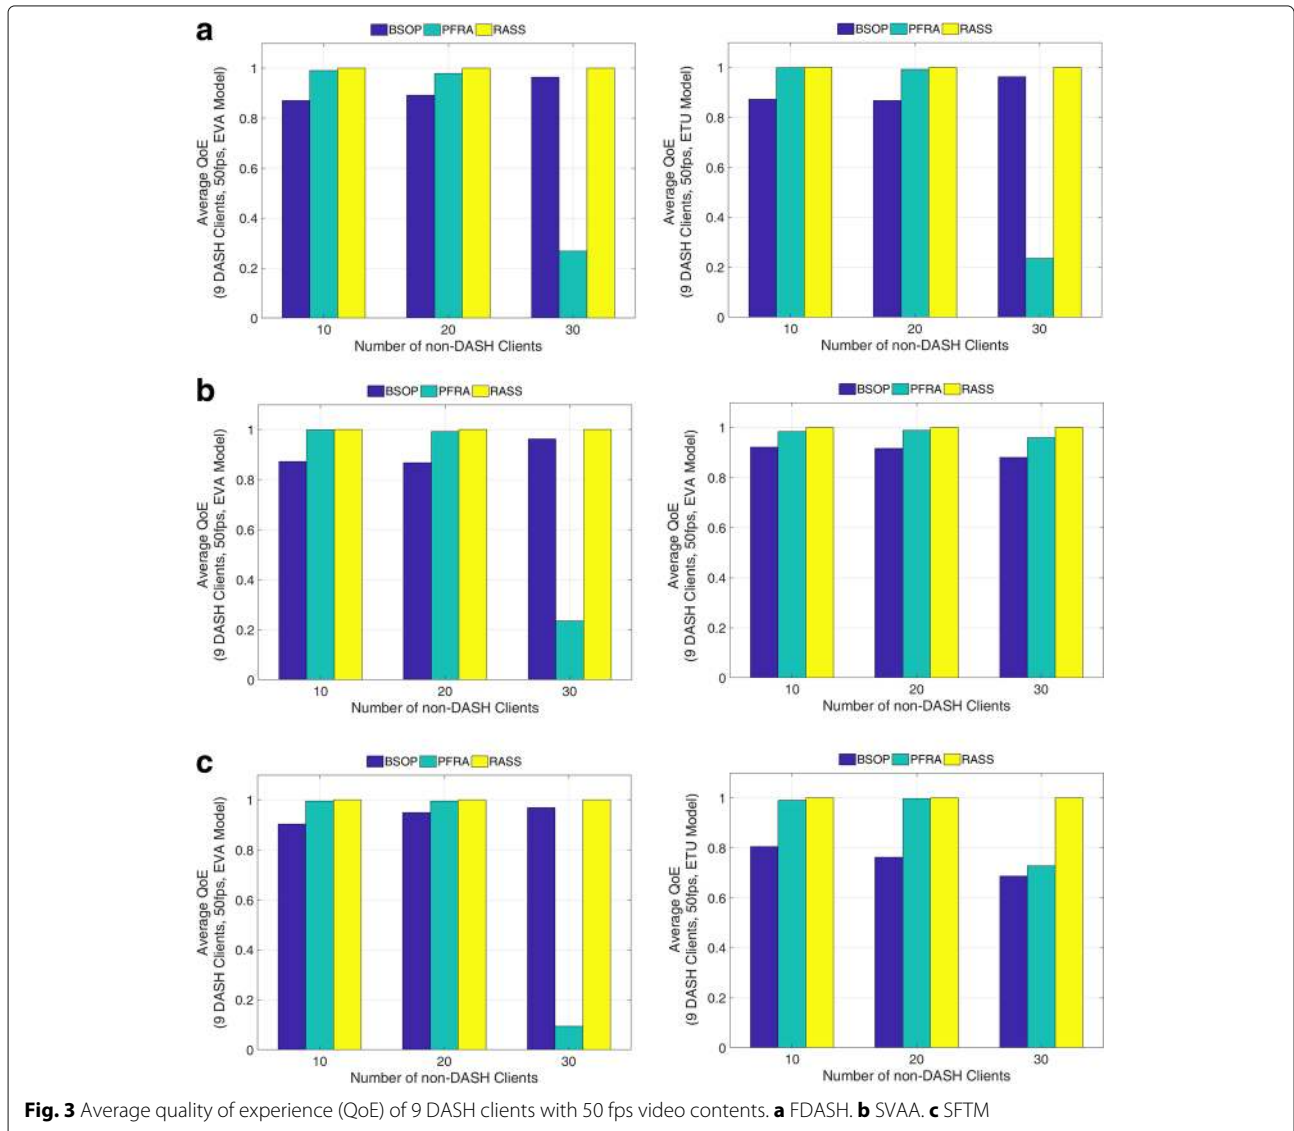 a
BSOP PFRA RASS
Average QoE
(9 DASH Clients, 50fps, EVA Model)
1
0.8
0.6
0.4
0.2
0
10 20 30
Number of non-DASH Clients
BSOP PFRA RASS
Average QoE
(9 DASH Clients, 50fps, ETU Model)
1
0.8
0.6
0.4
0.2
0
10 20 30
Number of non-DASH Clients
b
BSOP PFRA RASS
Average QoE
(9 DASH Clients, 50fps, EVA Model)
1
0.8
0.6
0.4
0.2
0
10 20 30
Number of non-DASH Clients
BSOP PFRA RASS
Average QoE
(9 DASH Clients, 50fps, EVA Model)
1
0.8
0.6
0.4
0.2
0
10 20 30
Number of non-DASH Clients
c
BSOP PFRA RASS
Average QoE
(9 DASH Clients, 50fps, EVA Model)
1
0.8
0.6
0.4
0.2
0
10 20 30
Number of non-DASH Clients
BSOP PFRA RASS
Average QoE
(9 DASH Clients, 50fps, ETU Model)
1
0.8
0.6
0.4
0.2
0
10 20 30
Number of non-DASH Clients
Fig. 3 Average quality of experience (QoE) of 9 DASH clients with 50 fps video contents. a FDASH. b SVAA. c SFTM